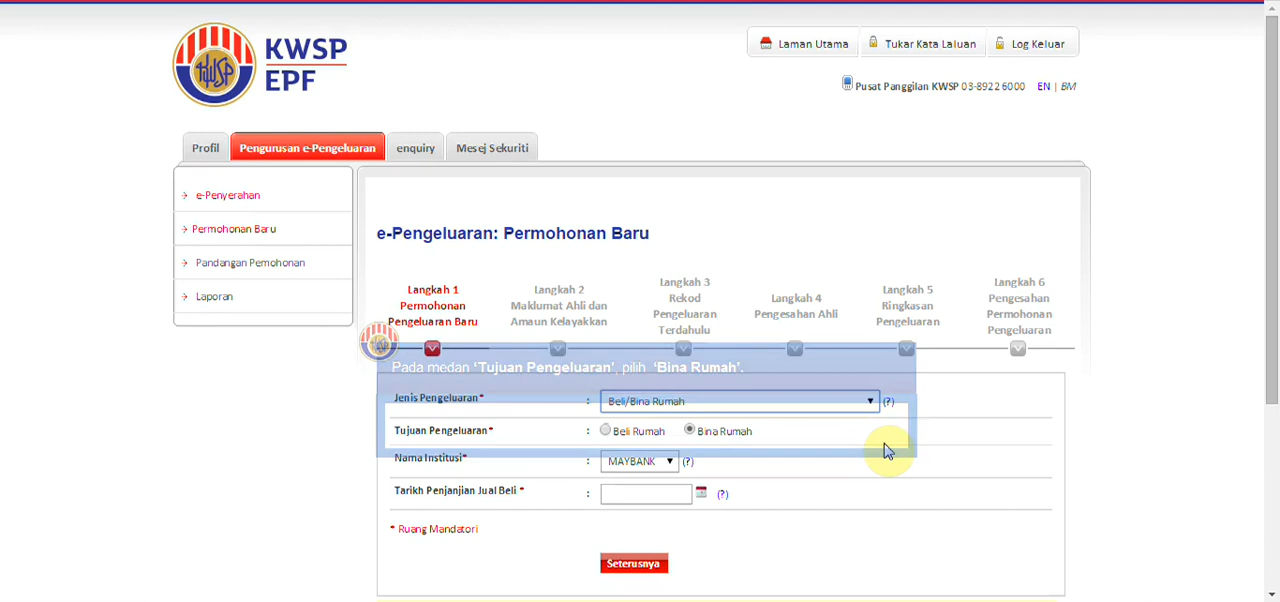 KWSP
EPF
Laman Utama
Tukar Kata Laluan
Log Keluar
Pusat Panggilan KWSP 03-8922 6000 EN | BM
Profil
Pengurusan e-Pengeluaran
enquiry
Mesej Sekuriti
e-Penyerahan
Permohonan Baru
Pandangan Pemohonan
Laporan
e-Pengeluaran: Permohonan Baru
Langkah 1
Permohonan
Pengeluaran Baru
Langkah 2
Maklumat Ahli dan
Amaun Kelayakkan
Langkah 3
Rekod
Pengeluaran
Terdahulu
Langkah 4
Pengesahan Ahli
Langkah 5
Ringkasan
Pengeluaran
Langkah 6
Pengesahan
Permohonan
Pengeluaran
KWSP
Pada medan 'Tujuan Pengeluaran', pilih 'Bina Rumah'.
Jenis Pengeluaran* : Beli/Bina Rumah (?)
Tujuan Pengeluaran* : Beli Rumah Bina Rumah
Nama Institusi* : MAYBANK (?)
Tarikh Penjanjian Jual Beli * : (?)
* Ruang Mandatori
Seterusnya